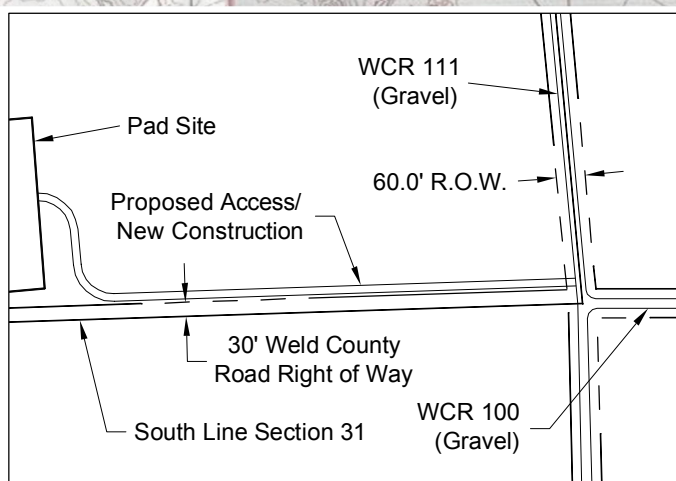 WCR 111
(Gravel)
Pad Site
60.0' R.O.W.
Proposed Access/
New Construction
30' Weld County
Road Right of Way
WCR 100
(Gravel)
South Line Section 31